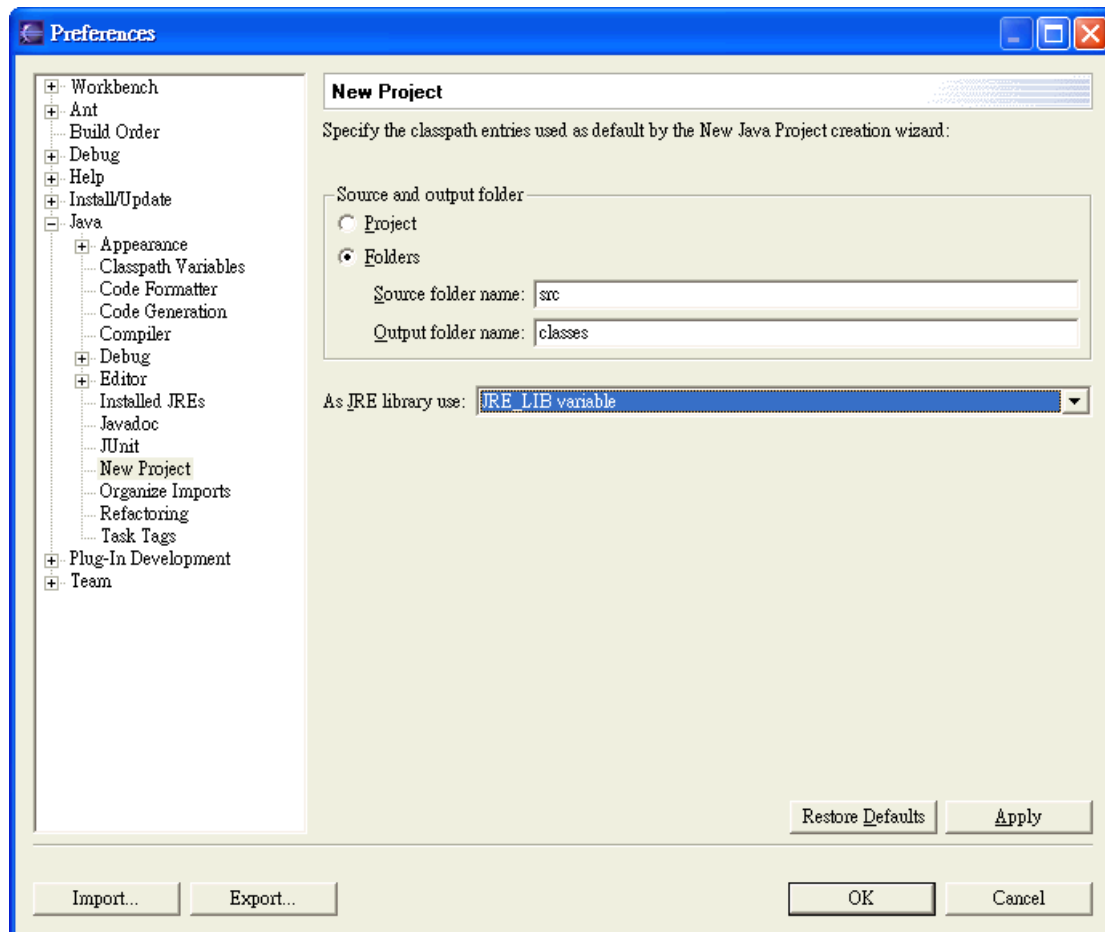 Preferences
Workbench
Ant
Build Order
Debug
Help
Install/Update
Java
Appearance
Classpath Variables
Code Formatter
Code Generation
Compiler
Debug
Editor
Installed JREs
Javadoc
JUnit
New Project
Organize Imports
Refactoring
Task Tags
Plug-In Development
Team
New Project
Specify the classpath entries used as default by the New Java Project creation wizard:
Source and output folder
Project
Folders
Source folder name: src
Output folder name: classes
As JRE library use: JRE_LIB variable
Restore Defaults Apply
Import... Export... OK Cancel